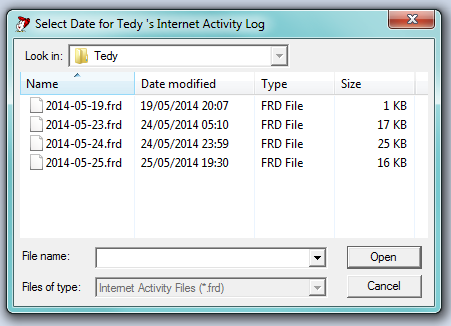 Select Date for Tedy 's Internet Activity Log
Look in: Tedy
Name Date modified Type Size
2014-05-19.frd 19/05/2014 20:07 FRD File 1 KB
2014-05-23.frd 24/05/2014 05:10 FRD File 17 KB
2014-05-24.frd 24/05/2014 23:59 FRD File 25 KB
2014-05-25.frd 25/05/2014 19:30 FRD File 16 KB
File name: Open
Files of type: Internet Activity Files (*.frd) Cancel